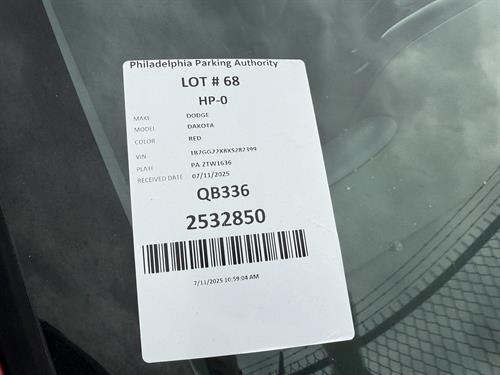 Philadelphia Parking Authority
LOT # 68
HP-0
MAKE DODGE
MODEL DAKOTA
COLOR RED
VIN
PLATE PA ZTW1636
RECEIVED DATE 07/11/2025
QB336
2532850
7/11/2025 10:59:04 AM